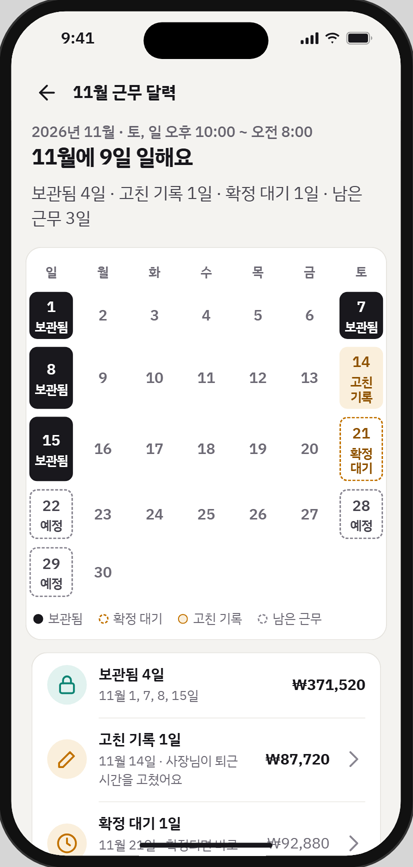 9:41
11월 근무 달력
2026년 11월 · 토, 일 오후 10:00 ~ 오전 8:00
11월에 9일 일해요
보관됨 4일 · 고친 기록 1일 · 확정 대기 1일 · 남은
근무 3일
일 월 화 수 목 금 토
1 2 3 4 5 6 7
보관됨 보관됨
8 9 10 11 12 13 14
보관됨 고친
기록
15 16 17 18 19 20 21
보관됨 확정
대기
22 23 24 25 26 27 28
예정 예정
29 30
예정
보관됨 확정 대기 고친 기록 남은 근무
보관됨 4일
₩371,520
11월 1, 7, 8, 15일
고친 기록 1일
11월 14일 · 사장님이 퇴근
₩87,720
시간을 고쳤어요
확정 대기 1일
11월 21일 · 확정되면 바로
₩92,880